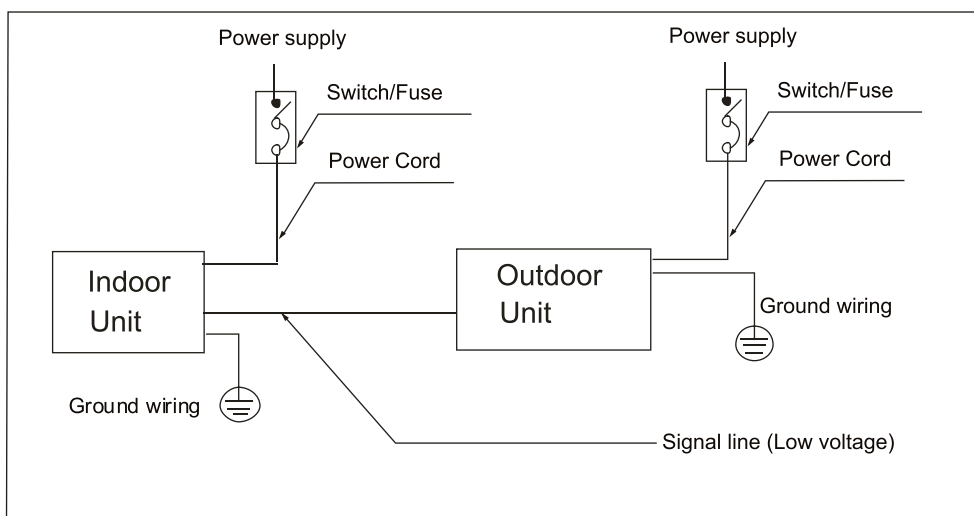 Power supply
Switch/Fuse
Power Cord
Indoor
Unit
Ground wiring
Power supply
Switch/Fuse
Power Cord
Outdoor
Unit
Ground wiring
Signal line (Low voltage)